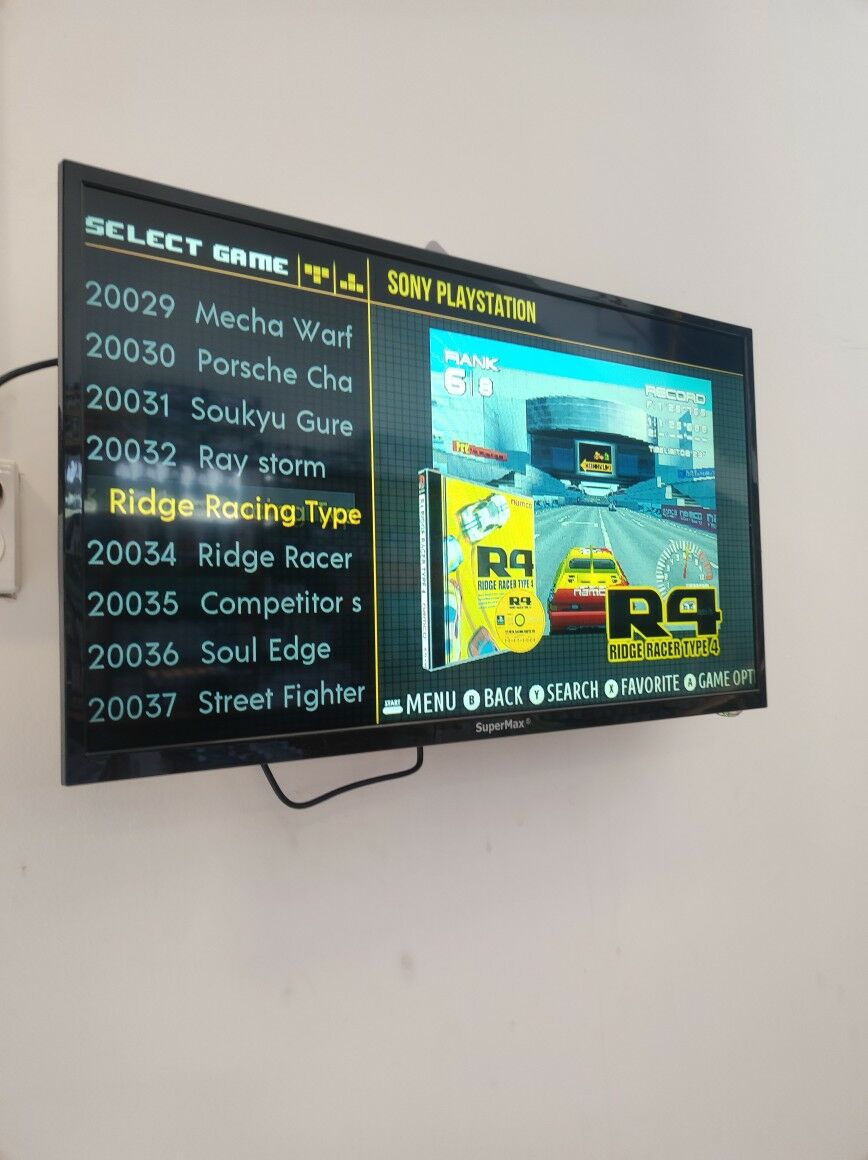 SELECT GAME
20029 Mecha Warf
20030 Porsche Cha
20031 Soukyu Gure
20032 Ray storm
Ridge Racing Type
20034 Ridge Racer
20035 Competitor s
20036 Soul Edge
20037 Street Fighter
SONY PLAYSTATION
RANK
6|8
RECORD
namco
R4
RIDGE RACER TYPE 4
R4
namco
R4
RIDGE RACER TYPE 4
START MENU B BACK Y SEARCH X FAVORITE A GAME OPT
SuperMax®